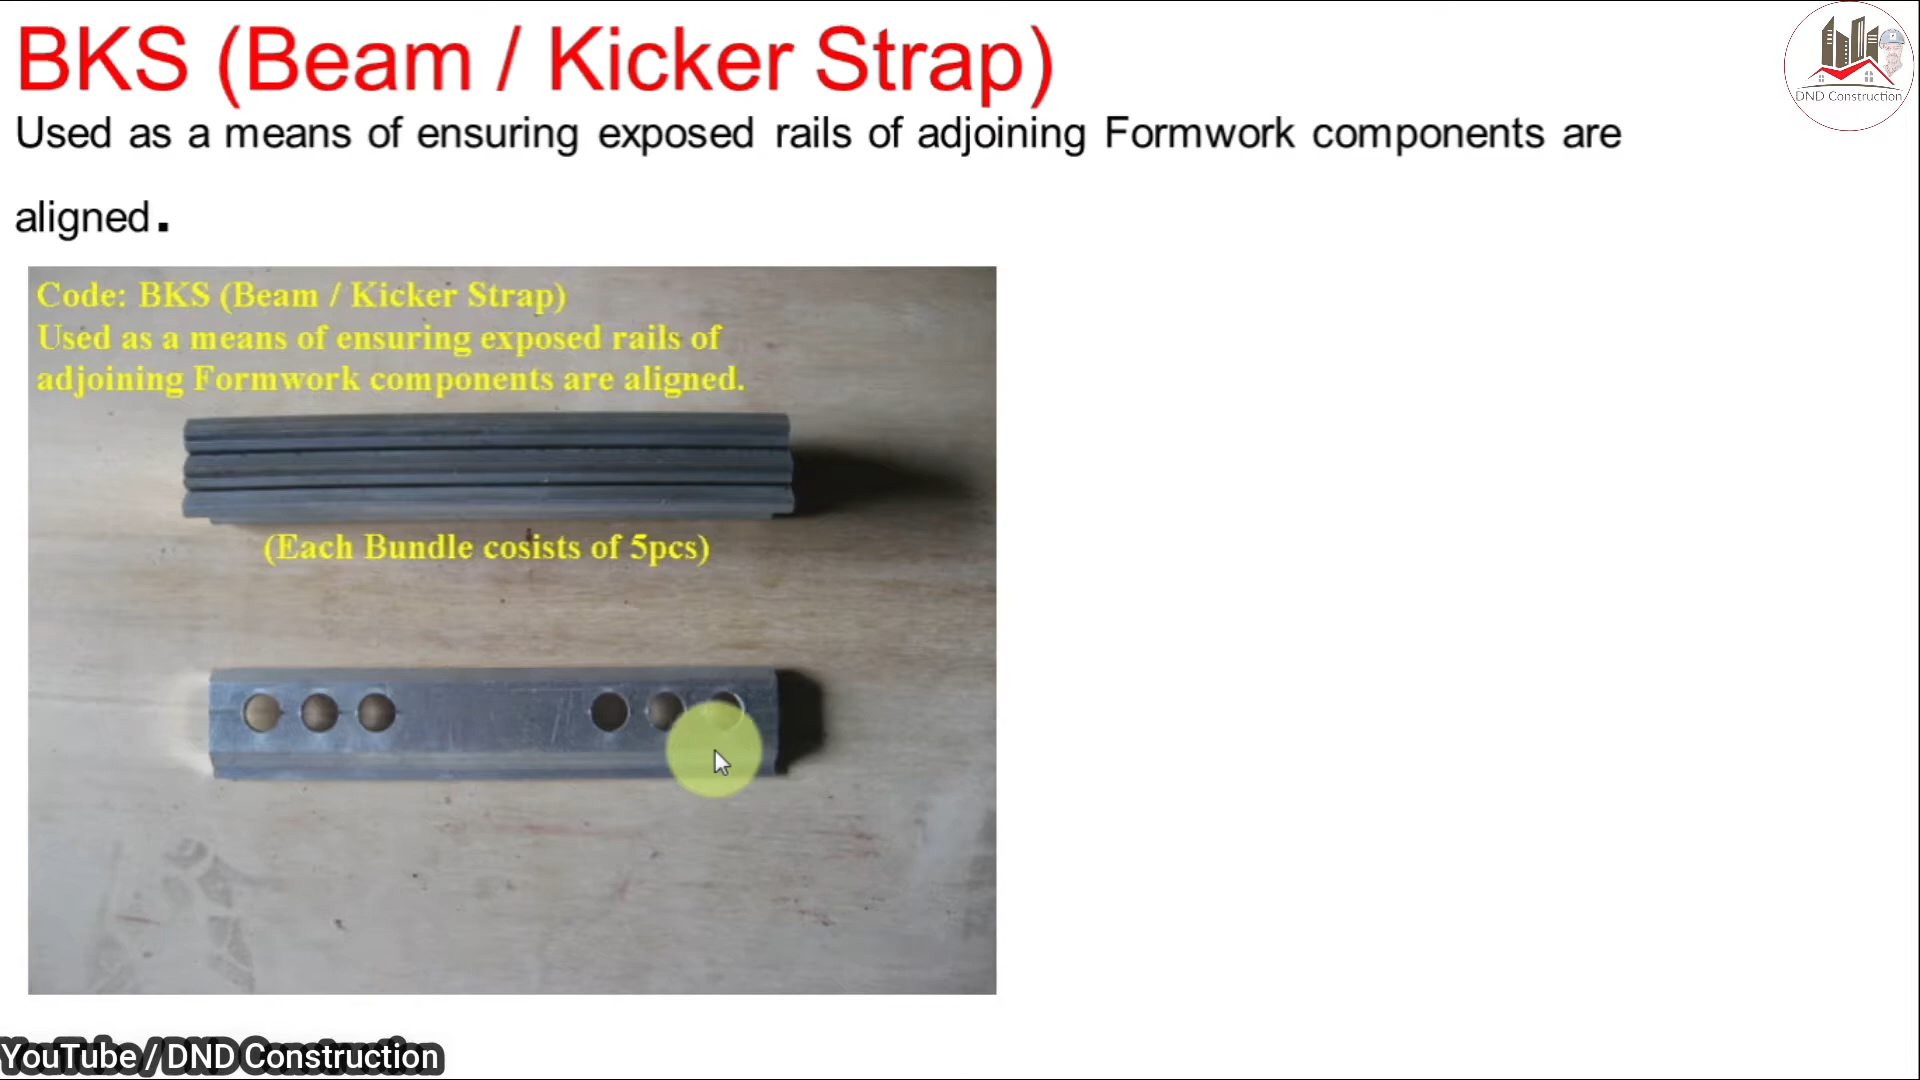 BKS (Beam / Kicker Strap)
DND Construction
Used as a means of ensuring exposed rails of adjoining Formwork components are
aligned.
Code: BKS (Beam / Kicker Strap)
Used as a means of ensuring exposed rails of
adjoining Formwork components are aligned.
(Each Bundle cosists of 5pcs)
YouTube / DND Construction